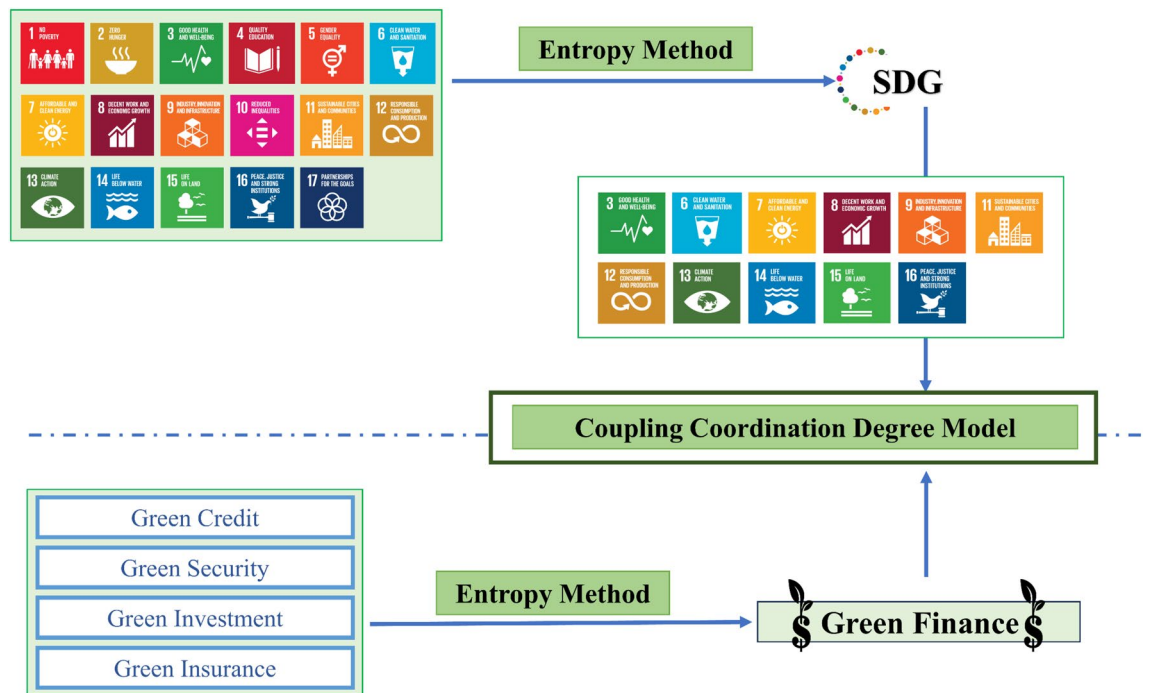 1 NO
POVERTY
2 ZERO
HUNGER
3 GOOD HEALTH
AND WELL-BEING
4 QUALITY
EDUCATION
5 GENDER
EQUALITY
6 CLEAN WATER
AND SANITATION
7 AFFORDABLE AND
CLEAN ENERGY
8 DECENT WORK AND
ECONOMIC GROWTH
9 INDUSTRY, INNOVATION
AND INFRASTRUCTURE
10 REDUCED
INEQUALITIES
11 SUSTAINABLE CITIES
AND COMMUNITIES
12 RESPONSIBLE
CONSUMPTION
AND PRODUCTION
13 CLIMATE
ACTION
14 LIFE
BELOW WATER
15 LIFE
ON LAND
16 PEACE, JUSTICE
AND STRONG
INSTITUTIONS
17 PARTNERSHIPS
FOR THE GOALS
Entropy Method
SDG
3 GOOD HEALTH
AND WELL-BEING
6 CLEAN WATER
AND SANITATION
7 AFFORDABLE AND
CLEAN ENERGY
8 DECENT WORK AND
ECONOMIC GROWTH
9 INDUSTRY, INNOVATION
AND INFRASTRUCTURE
11 SUSTAINABLE CITIES
AND COMMUNITIES
12 RESPONSIBLE
CONSUMPTION
AND PRODUCTION
13 CLIMATE
ACTION
14 LIFE
BELOW WATER
15 LIFE
ON LAND
16 PEACE, JUSTICE
AND STRONG
INSTITUTIONS
Coupling Coordination Degree Model
Green Credit
Green Security
Green Investment
Green Insurance
Entropy Method
$ Green Finance $